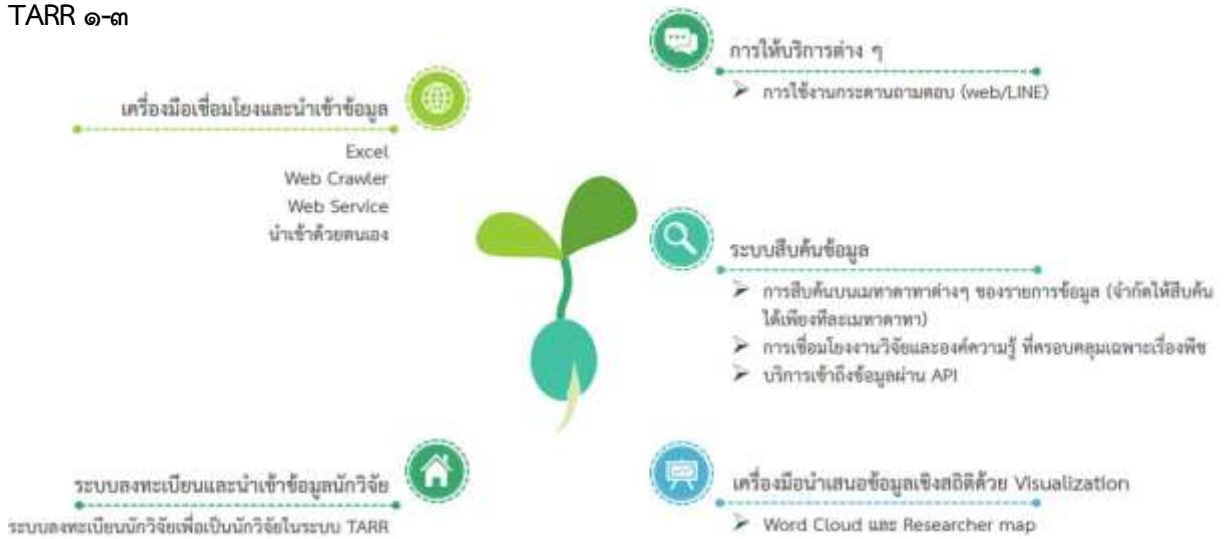 TARR ๑-๓
เครื่องมือเชื่อมโยงและนำเข้าข้อมูล
Excel
Web Crawler
Web Service
นำเข้าด้วยตนเอง
ระบบลงทะเบียนและนำเข้าข้อมูลนักวิจัย
ระบบลงทะเบียนนักวิจัยเพื่อเป็นนักวิจัยในระบบ TARR
การให้บริการต่าง ๆ
➢ การใช้งานกระดานถามตอบ (web/LINE)
ระบบสืบค้นข้อมูล
➢ การสืบค้นบนเมทาดาทาต่างๆ ของรายการข้อมูล (จำกัดให้สืบค้น
ได้เพียงทีละเมทาดาทา)
➢ การเชื่อมโยงงานวิจัยและองค์ความรู้ ที่ครอบคลุมเฉพาะเรื่องพืช
➢ บริการเข้าถึงข้อมูลผ่าน API
เครื่องมือนำเสนอข้อมูลเชิงสถิติด้วย Visualization
➢ Word Cloud และ Researcher map